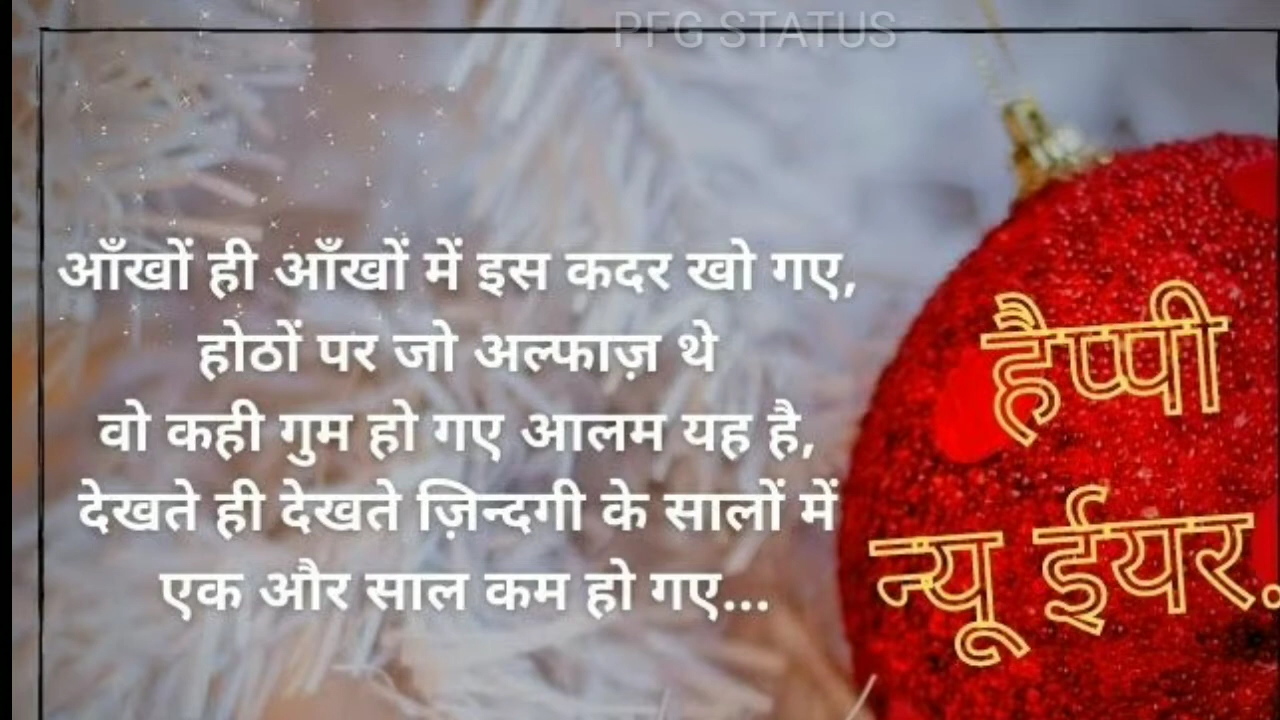 PFG STATUS
आँखों ही आँखों में इस कदर खो गए,
होठों पर जो अल्फाज़ थे
वो कही गुम हो गए आलम यह है,
देखते ही देखते ज़िन्दगी के सालों में
एक और साल कम हो गए...
हैप्पी
न्यू ईयर.